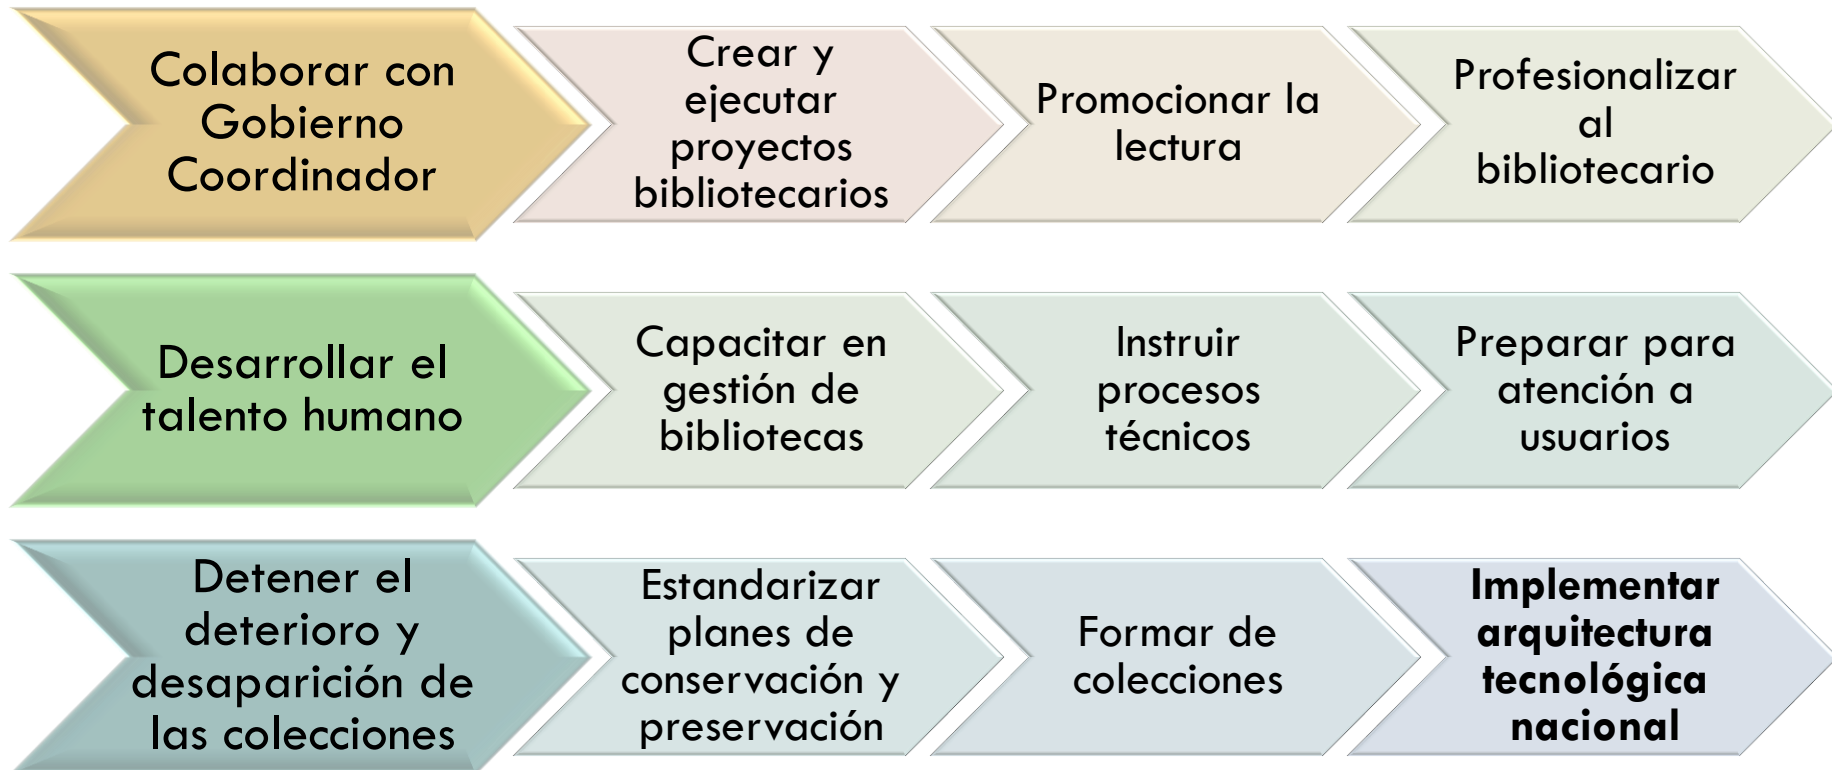 Colaborar con
Gobierno
Coordinador
Crear y
ejecutar
proyectos
bibliotecarios
Promocionar la
lectura
Profesionalizar
al
bibliotecario
Desarrollar el
talento humano
Capacitar en
gestión de
bibliotecas
Instruir
procesos
técnicos
Preparar para
atención a
usuarios
Detener el
deterioro y
desaparición de
las colecciones
Estandarizar
planes de
conservación y
preservación
Formar de
colecciones
Implementar
arquitectura
tecnológica
nacional